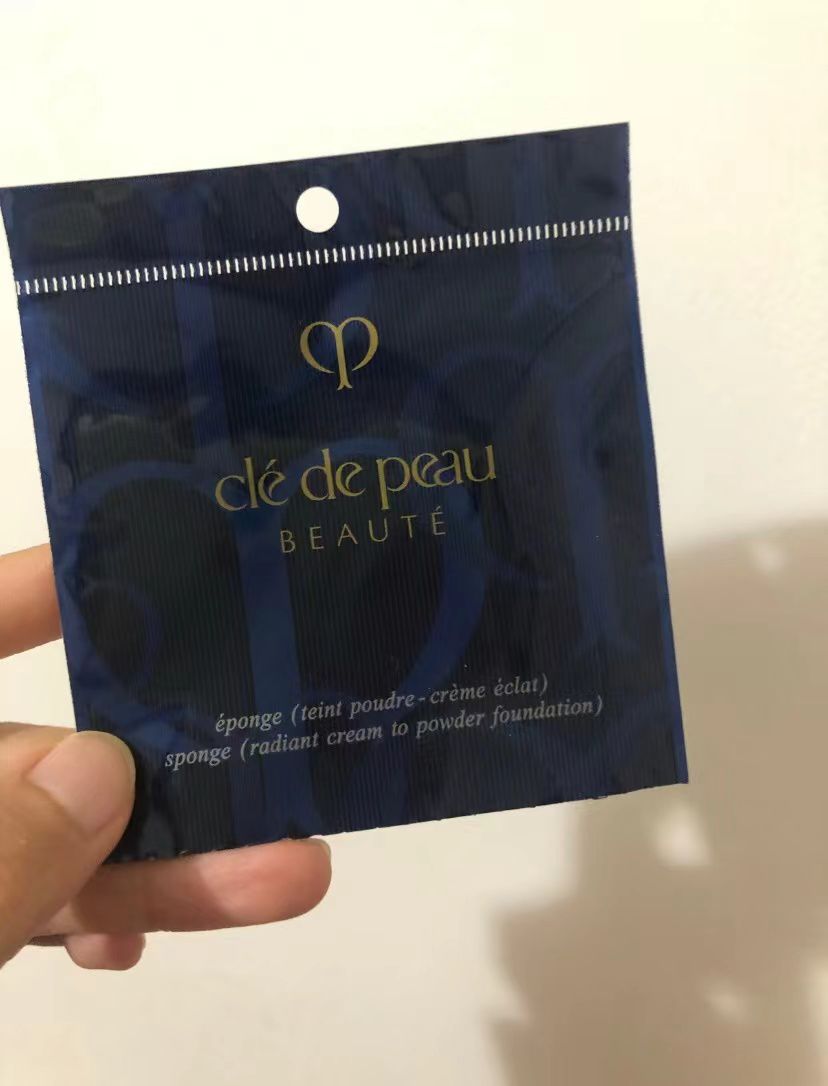 clé de peau
BEAUTÉ
éponge (teint poudre-crème éclat)
sponge (radiant cream to powder foundation)